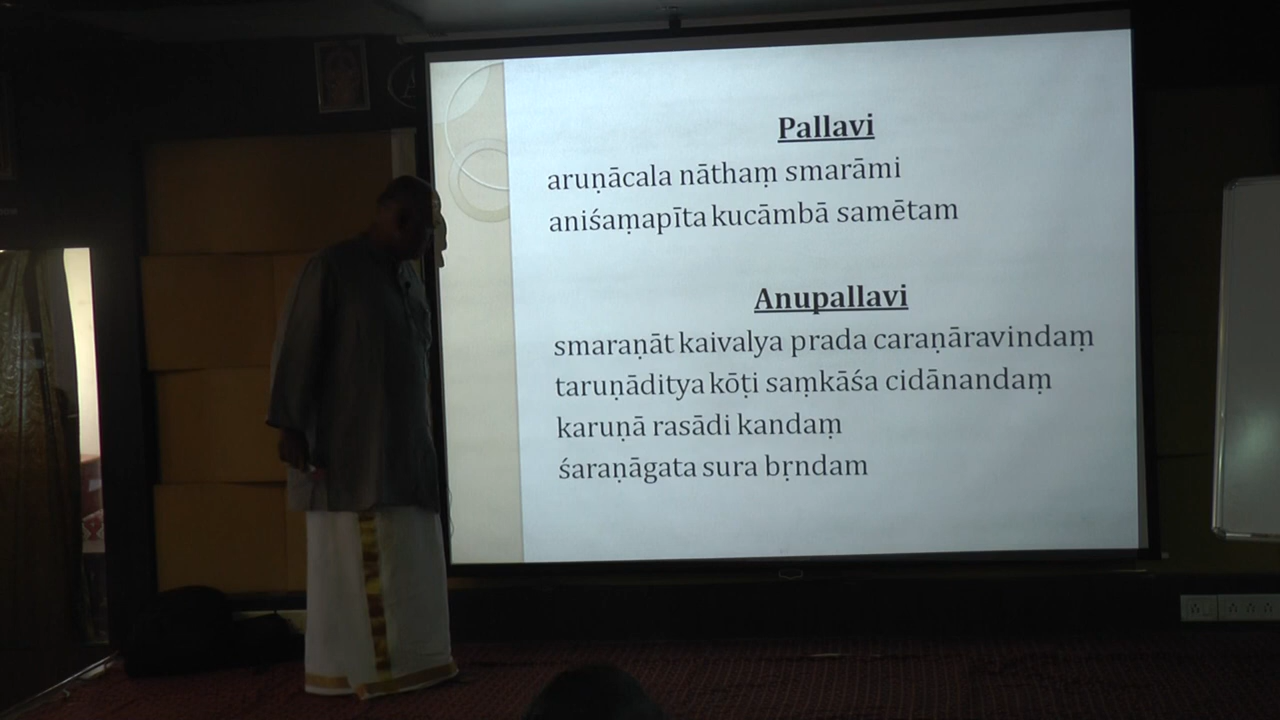 Pallavi
aruṇācala nāthaṃ smarāmi
aniśaṃapīta kucāmbā samētam
Anupallavi
smaraṇāt kaivalya prada caraṇāravindaṃ
taruṇāditya kōṭi saṃkāśa cidānandaṃ
karuṇā rasādi kandaṃ
śaraṇāgata sura bṛndam